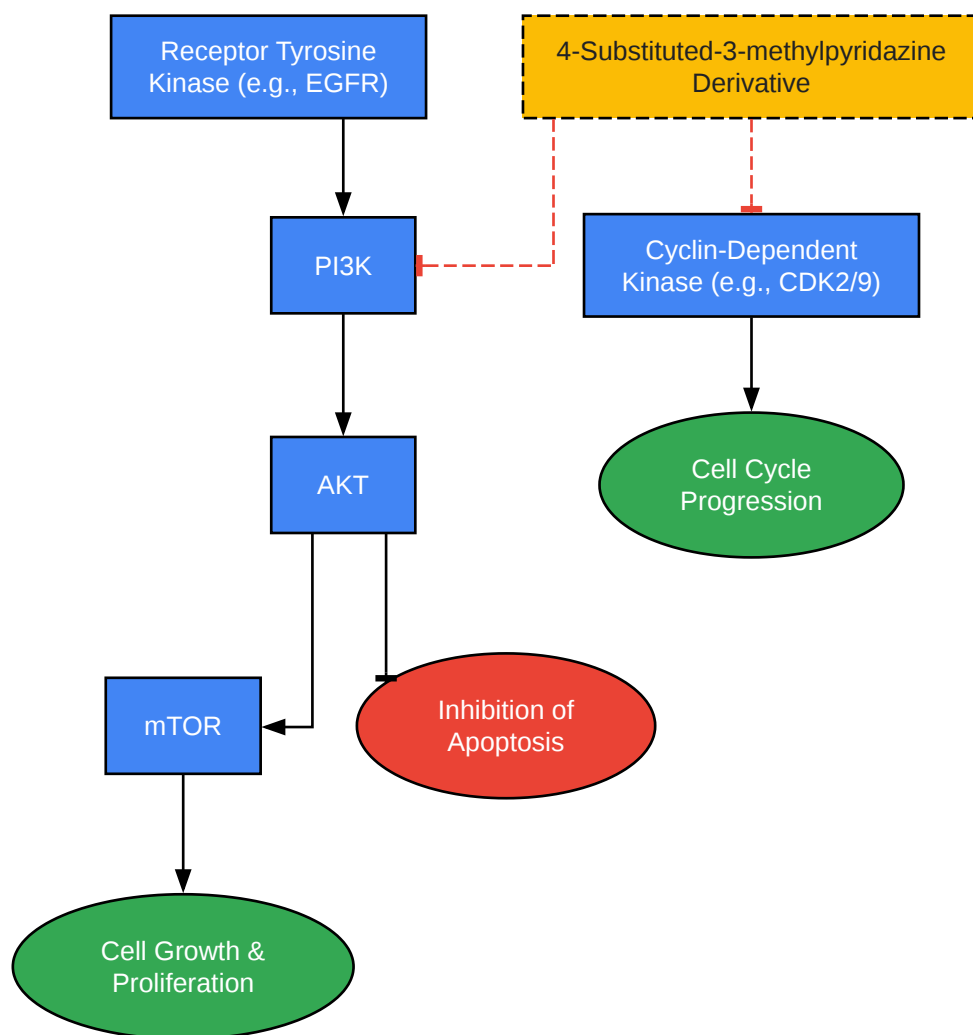 Receptor Tyrosine
Kinase (e.g., EGFR)
4-Substituted-3-methylpyridazine
Derivative
PI3K
Cyclin-Dependent
Kinase (e.g., CDK2/9)
AKT
Cell Cycle
Progression
mTOR
Inhibition of
Apoptosis
Cell Growth &
Proliferation